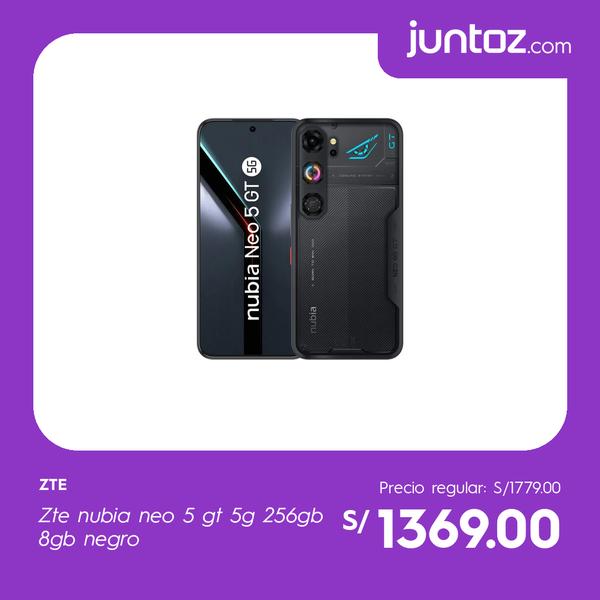 juntoz.com
nubia Neo 5 GT 5G
GT
nubia
ZTE
Zte nubia neo 5 gt 5g 256gb
8gb negro
Precio regular: S/1779.00
S/1369.00